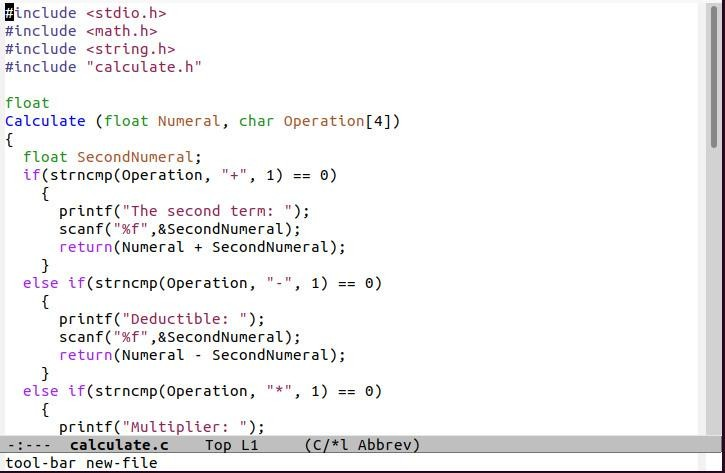 #include <stdio.h>
#include <math.h>
#include <string.h>
#include "calculate.h"

float
Calculate (float Numeral, char Operation[4])
{
  float SecondNumeral;
  if(strncmp(Operation, "+", 1) == 0)
    {
      printf("The second term: ");
      scanf("%f",&SecondNumeral);
      return(Numeral + SecondNumeral);
    }
  else if(strncmp(Operation, "-", 1) == 0)
    {
      printf("Deductible: ");
      scanf("%f",&SecondNumeral);
      return(Numeral - SecondNumeral);
    }
  else if(strncmp(Operation, "*", 1) == 0)
    {
      printf("Multiplier: ");
-:---  calculate.c    Top L1     (C/*l Abbrev)
tool-bar new-file